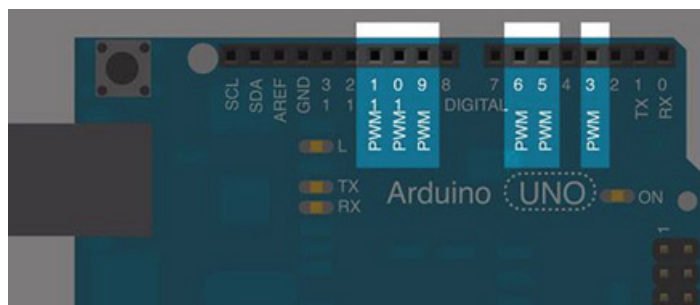 SCL SDA AREF GND 13 12 PWM 11 PWM 10 PWM 9 8 7 PWM 6 PWM 5 4 PWM 3 2 TX 1 RX 0
DIGITAL
L
TX
RX
Arduino UNO
ON
1